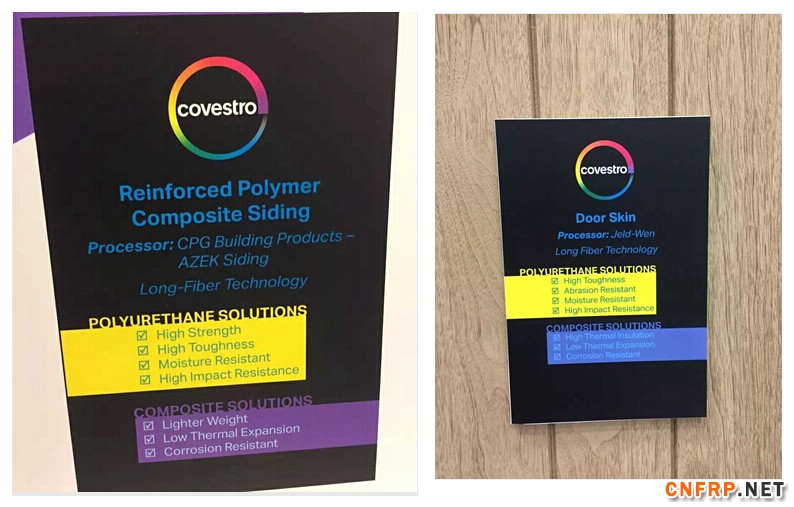 covestro
Reinforced Polymer
Composite Siding
Processor: CPG Building Products –
AZEK Siding
Long-Fiber Technology
POLYURETHANE SOLUTIONS
☑ High Strength
☑ High Toughness
☑ Moisture Resistant
☑ High Impact Resistance
COMPOSITE SOLUTIONS
☑ Lighter Weight
☑ Low Thermal Expansion
☑ Corrosion Resistant
covestro
Door Skin
Processor: Jeld-Wen
Long Fiber Technology
POLYURETHANE SOLUTIONS
☑ High Toughness
☑ Abrasion Resistant
☑ Moisture Resistant
☑ High Impact Resistance
COMPOSITE SOLUTIONS
☑ High Thermal Insulation
☑ Low Thermal Expansion
☑ Corrosion Resistant
CNFRP.NET